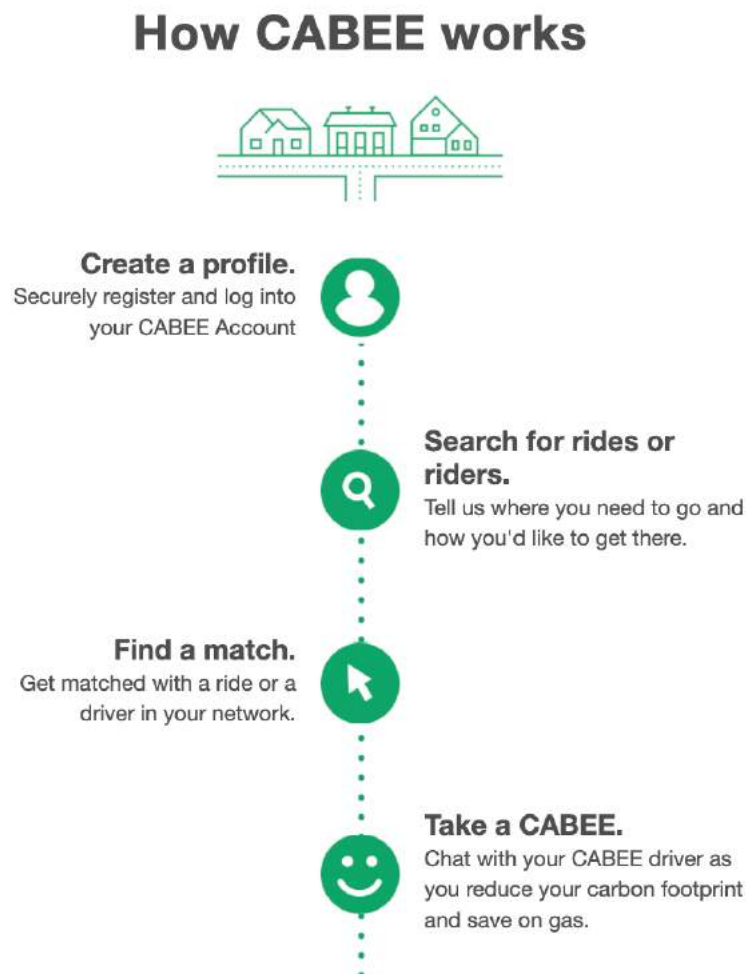 How CABEE works
Create a profile.
Securely register and log into
your CABEE Account
Search for rides or
riders.
Tell us where you need to go and
how you'd like to get there.
Find a match.
Get matched with a ride or a
driver in your network.
Take a CABEE.
Chat with your CABEE driver as
you reduce your carbon footprint
and save on gas.